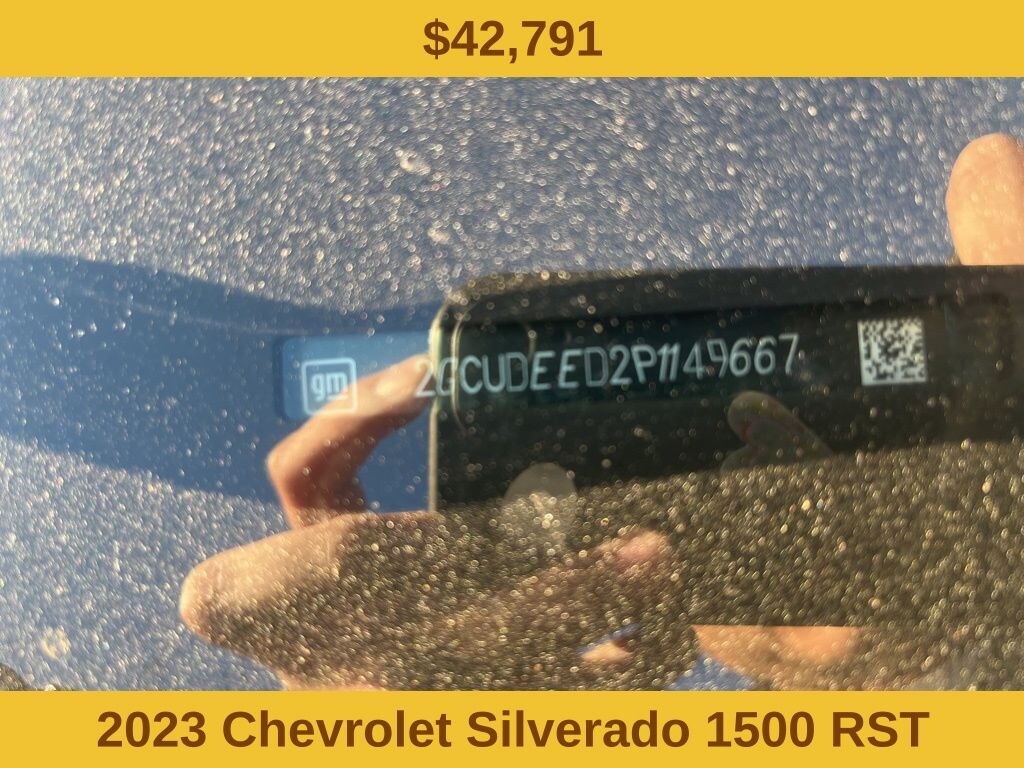 $42,791
gm
2GCUDEED2P1149667
2023 Chevrolet Silverado 1500 RST